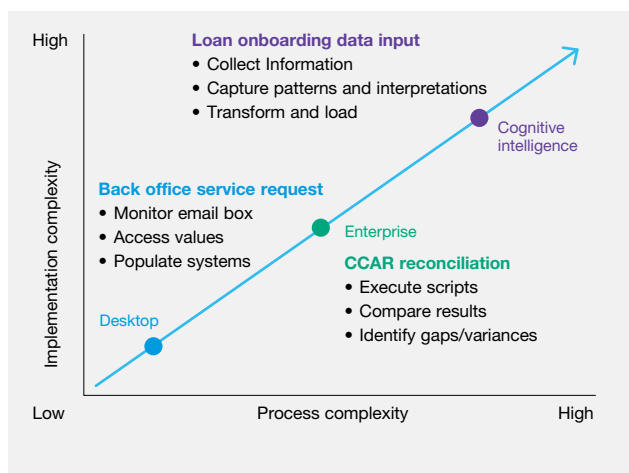 High
Loan onboarding data input
• Collect Information
• Capture patterns and interpretations
• Transform and load
Cognitive
intelligence
Implementation complexity
Back office service request
• Monitor email box
• Access values
• Populate systems
Enterprise
CCAR reconciliation
• Execute scripts
• Compare results
• Identify gaps/variances
Desktop
Low
Process complexity
High